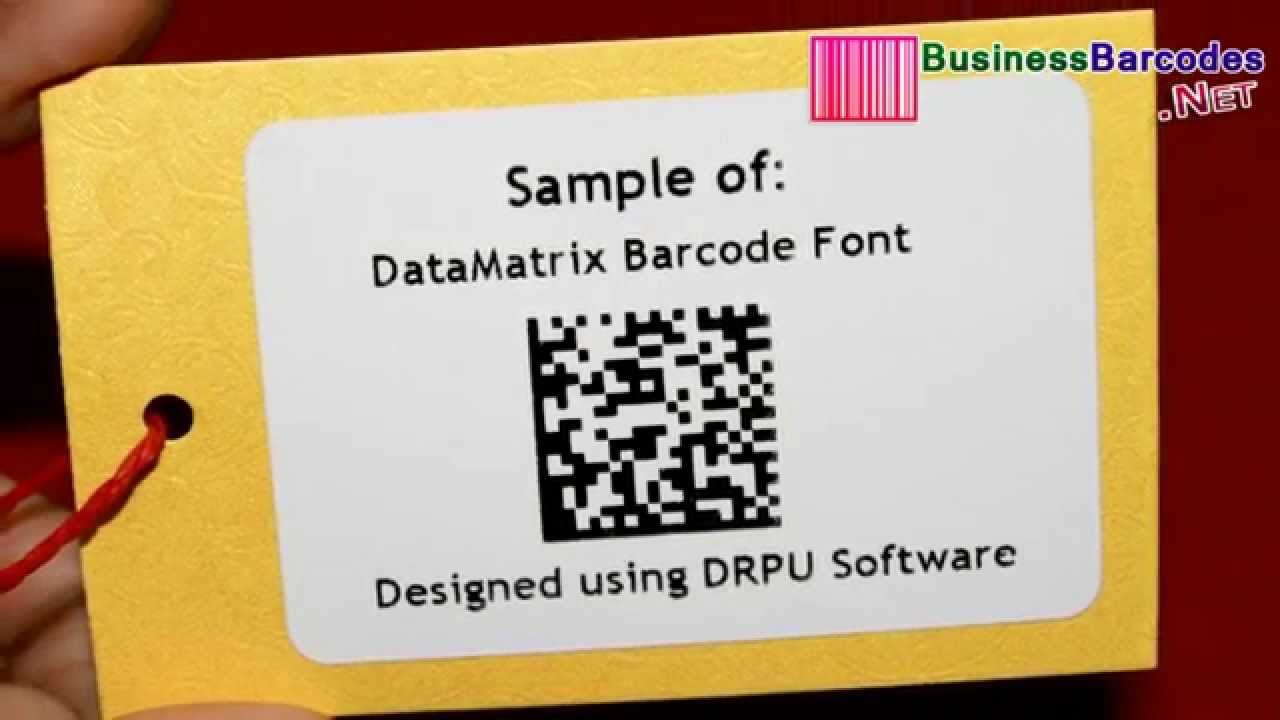 BusinessBarcodes
.NET
Sample of:
DataMatrix Barcode Font
Designed using DRPU Software